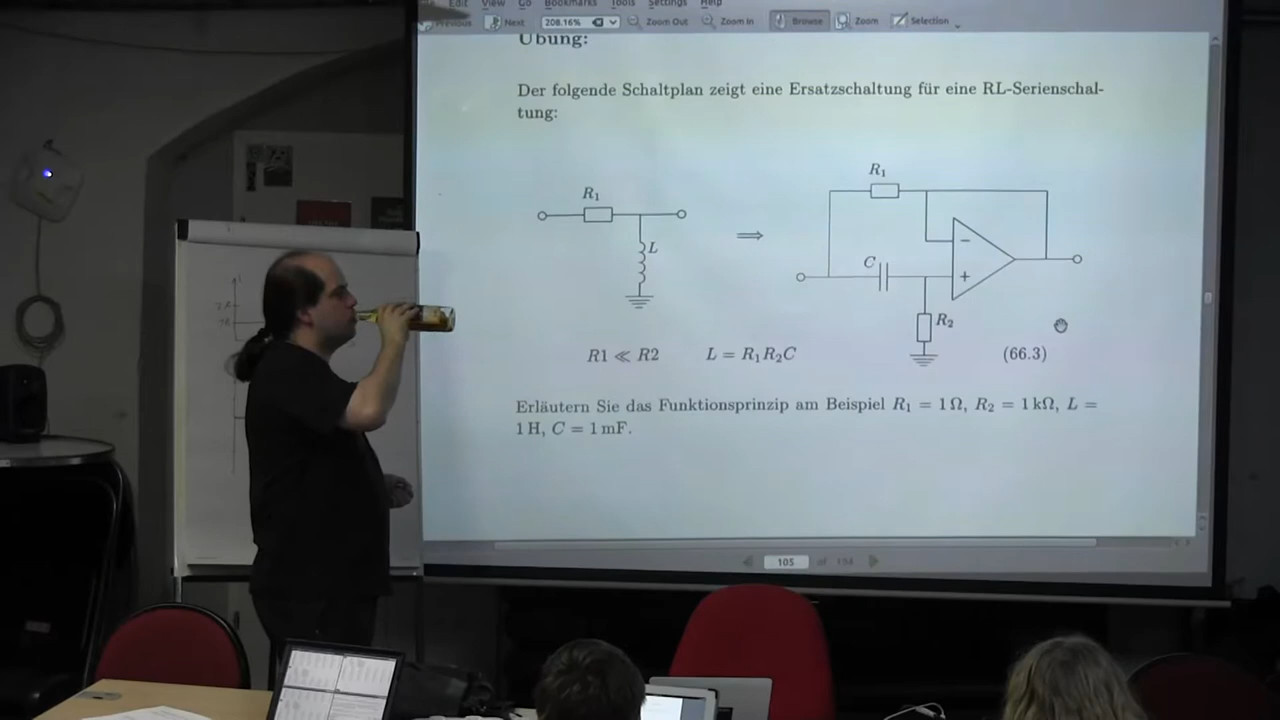 Edit View Go Bookmarks Tools Settings Help
Previous Next 208.16% Zoom Out Zoom In Browse Zoom Selection
Übung:
Der folgende Schaltplan zeigt eine Ersatzschaltung für eine RL-Serienschal-
tung:
R₁
L
⇒
R₁
C
−
+
R₂
R1 ≪ R2 L = R₁R₂C (66.3)
Erläutern Sie das Funktionsprinzip am Beispiel R₁ = 1 Ω, R₂ = 1 kΩ, L =
1 H, C = 1 mF.
105 of